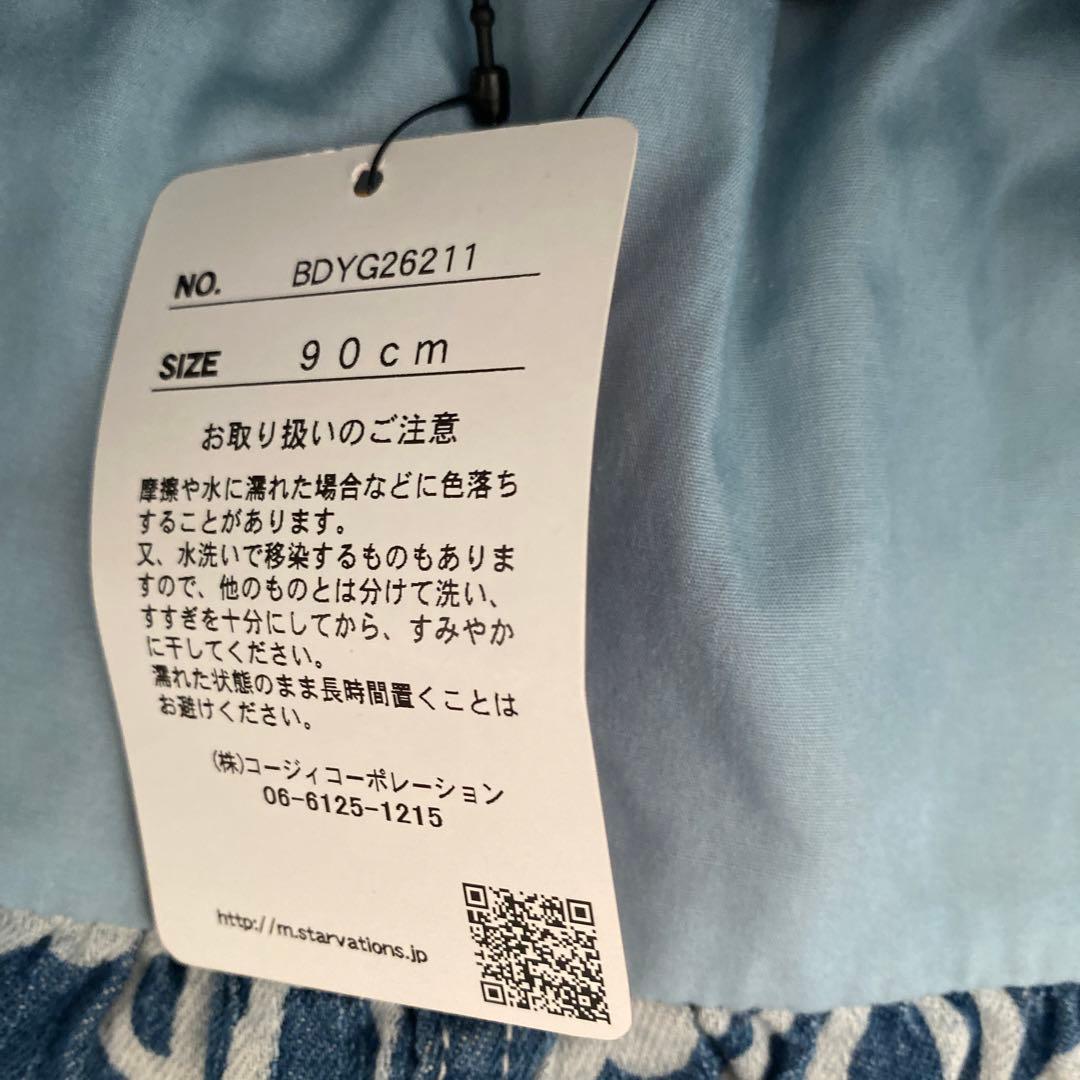 NO. BDYG26211
SIZE 90cm
お取り扱いのご注意
摩擦や水に濡れた場合などに色落ち
することがあります。
又、水洗いで移染するものもありま
すので、他のものとは分けて洗い、
すすぎを十分にしてから、すみやか
に干してください。
濡れた状態のまま長時間置くことは
お避けください。
(株)コージィコーポレーション
06-6125-1215
http://m.starvations.jp